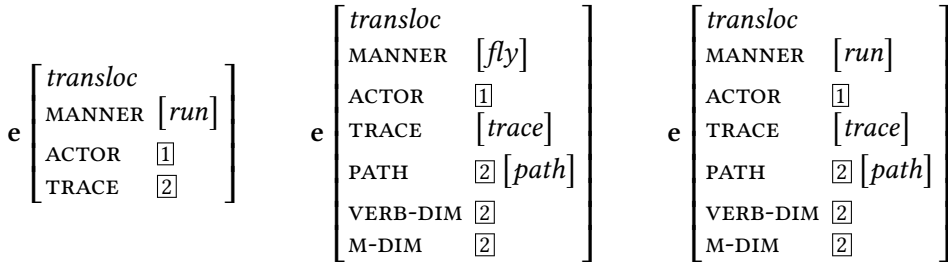 e [transloc
MANNER [run]
ACTOR 1
TRACE 2]
e [transloc
MANNER [fly]
ACTOR 1
TRACE [trace]
PATH 2 [path]
VERB-DIM 2
M-DIM 2]
e [transloc
MANNER [run]
ACTOR 1
TRACE [trace]
PATH 2 [path]
VERB-DIM 2
M-DIM 2]